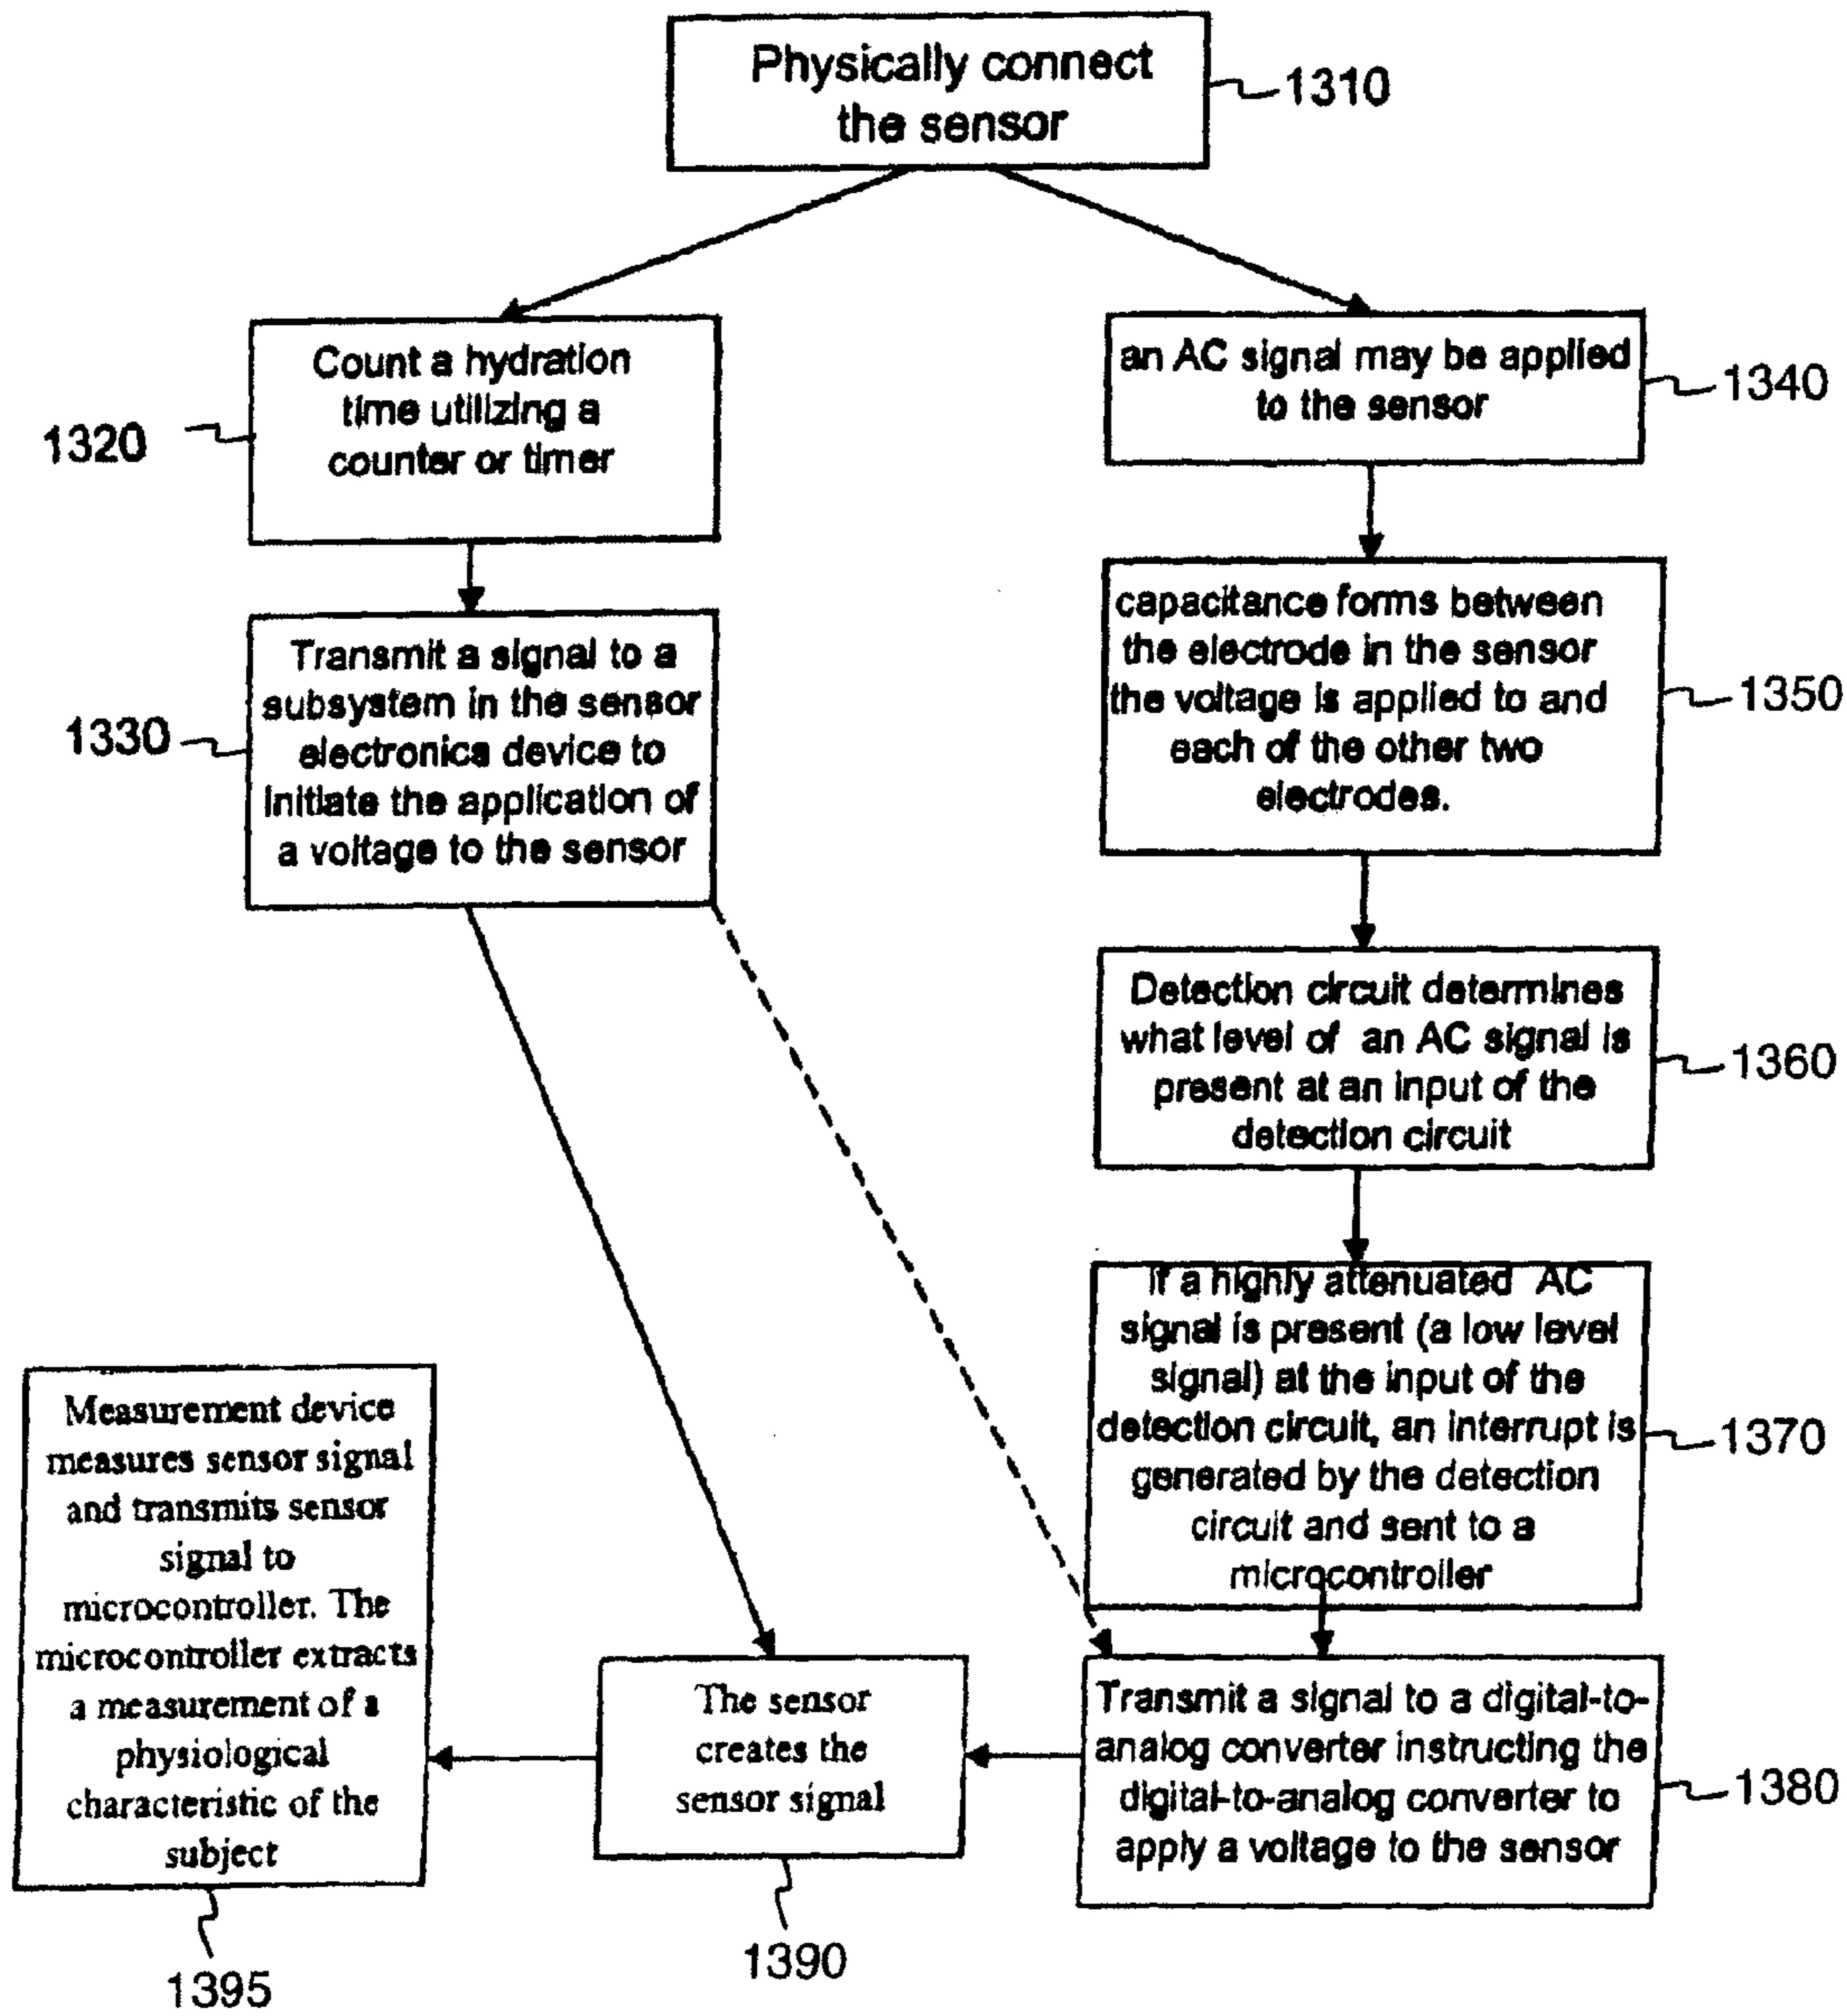 Physically connect
the sensor
1310
Count a hydration
time utilizing a
counter or timer
1320
Transmit a signal to a
subsystem in the sensor
electronics device to
initiate the application of
a voltage to the sensor
1330
an AC signal may be applied
to the sensor
1340
capacitance forms between
the electrode in the sensor
the voltage is applied to and
each of the other two
electrodes.
1350
Detection circuit determines
what level of an AC signal is
present at an input of the
detection circuit
1360
If a highly attenuated AC
signal is present (a low level
signal) at the input of the
detection circuit, an interrupt is
generated by the detection
circuit and sent to a
microcontroller
1370
Transmit a signal to a digital-to-
analog converter instructing the
digital-to-analog converter to
apply a voltage to the sensor
1380
The sensor
creates the
sensor signal
1390
Measurement device
measures sensor signal
and transmits sensor
signal to
microcontroller. The
microcontroller extracts
a measurement of a
physiological
characteristic of the
subject
1395